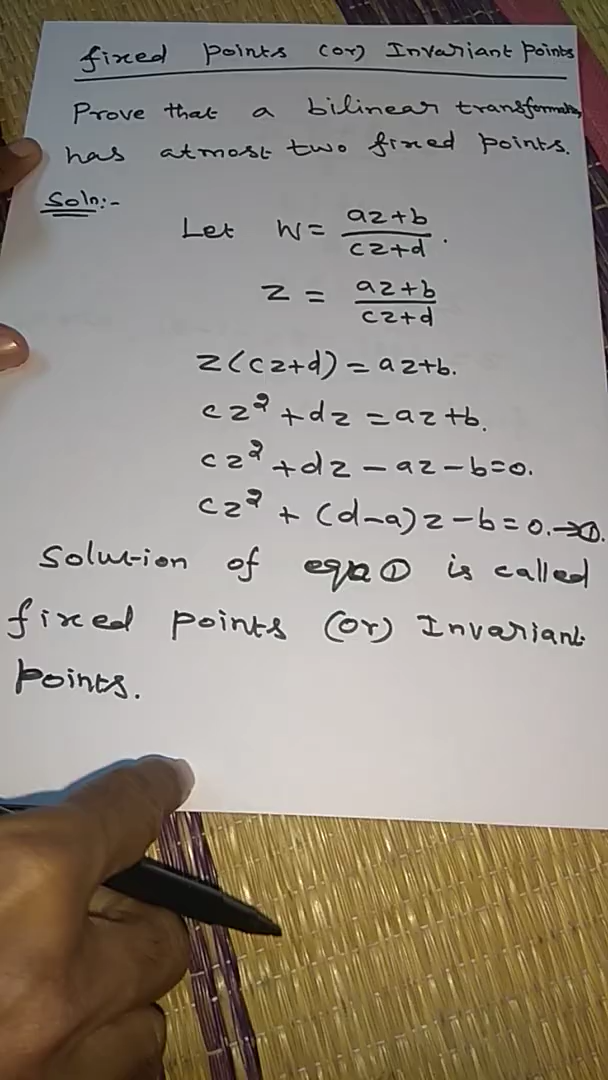 fixed points (or) Invariant points
Prove that a bilinear transformation
has atmost two fixed points.
Soln:-
Let W = az+b / cz+d .
z = az+b / cz+d
z(cz+d) = az+b.
cz² + dz = az+b.
cz² + dz - az - b = 0.
cz² + (d-a)z - b = 0. → ①.
Solution of eqn ① is called
fixed points (or) Invariant
points.